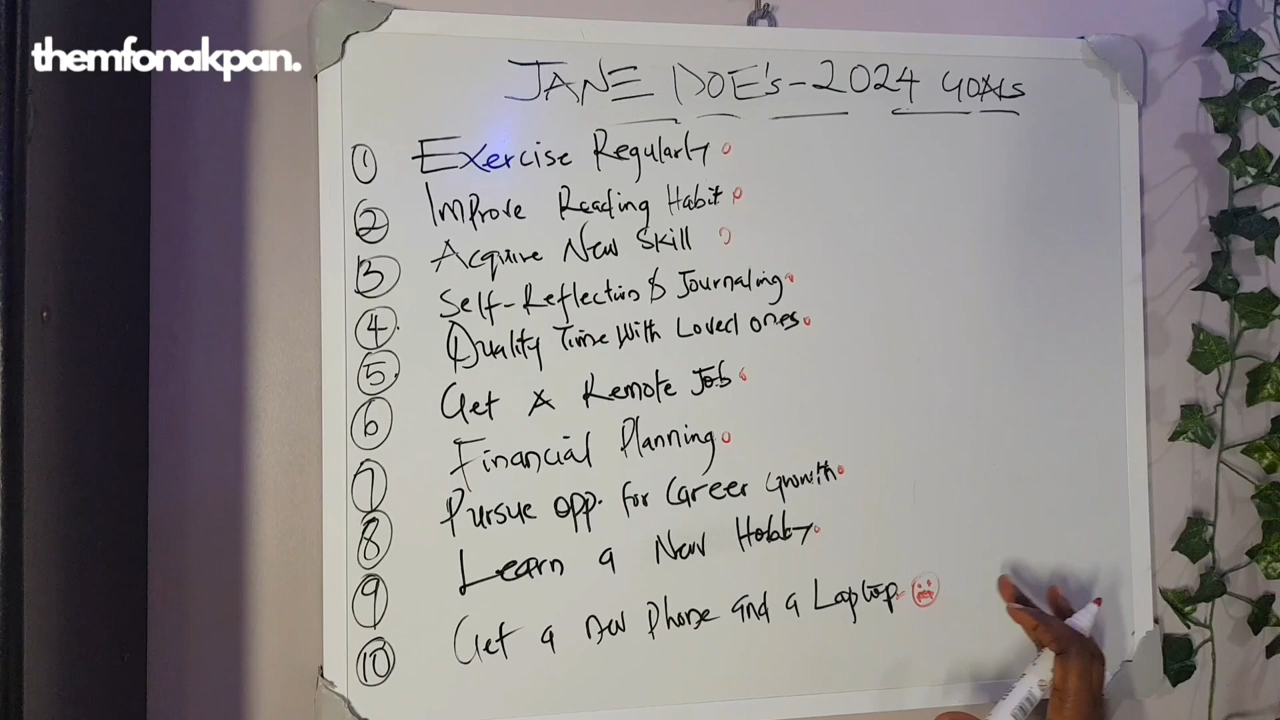 themfonakpan.
JANE DOE's - 2024 GOALS
① Exercise Regularly
② Improve Reading Habit
③ Acquire New Skill
④ Self-Reflection & Journaling
⑤ Quality Time With Loved ones
⑥ Get A Remote Job
⑦ Financial Planning
⑧ Pursue opp. for Career Growth
⑨ Learn a New Hobby
⑩ Get a new Phone and a Laptop